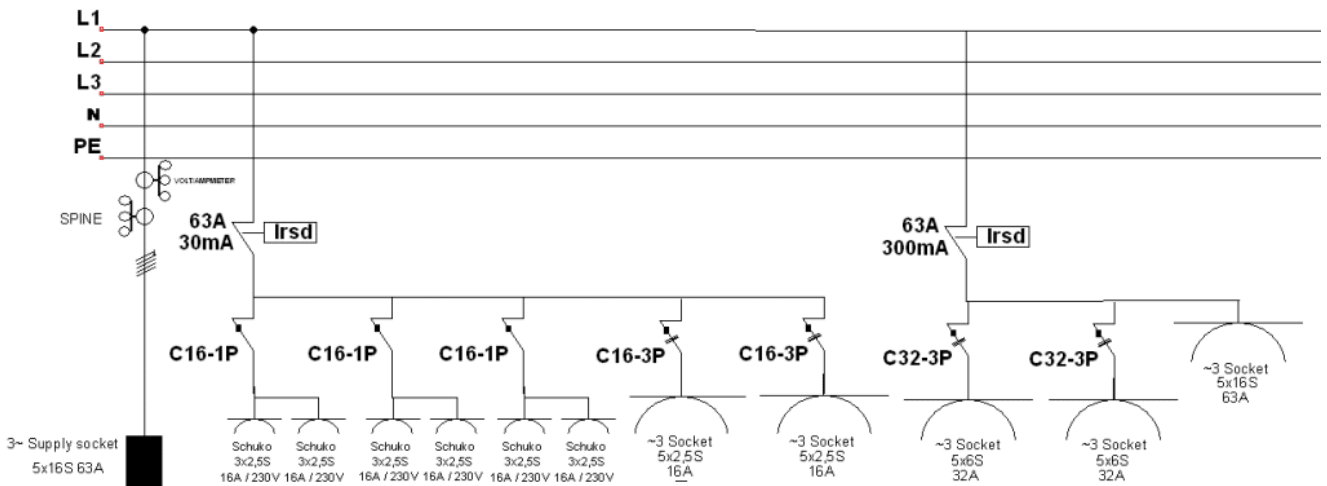 L1
L2
L3
N
PE
VOLT/AMPMETER
SPINE
63A
30mA
Irsd
63A
300mA
Irsd
C16-1P
C16-1P
C16-1P
C16-3P
C16-3P
C32-3P
C32-3P
~3 Socket
5x16S
63A
3~ Supply socket
5x16S 63A
Schuko
3x2,5S
16A / 230V
Schuko
3x2,5S
16A / 230V
Schuko
3x2,5S
16A / 230V
Schuko
3x2,5S
16A / 230V
Schuko
3x2,5S
16A / 230V
Schuko
3x2,5S
16A / 230V
~3 Socket
5x2,5S
16A
~3 Socket
5x2,5S
16A
~3 Socket
5x6S
32A
~3 Socket
5x6S
32A